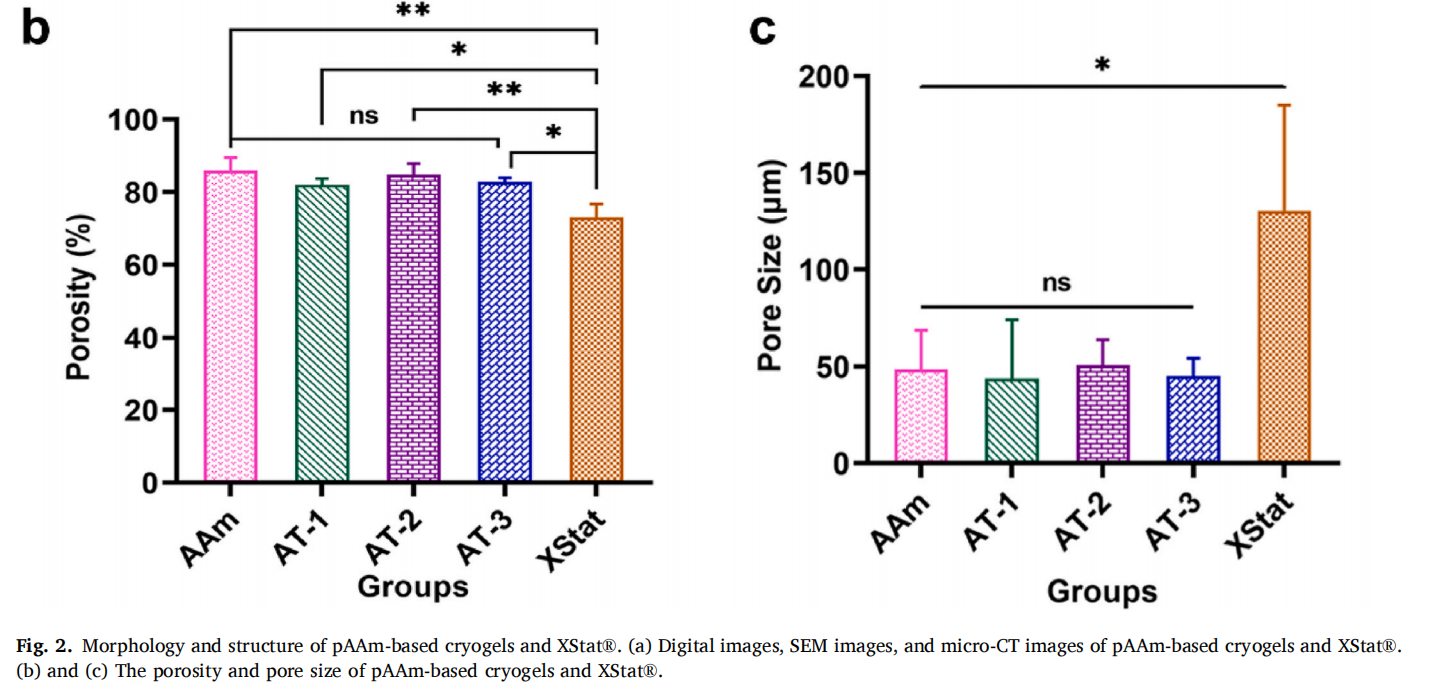 b
**
*
**
ns
*
100
80
60
40
20
0
Porosity (%)
AAm
AT-1
AT-2
AT-3
XStat
Groups
c
*
200
150
100
50
0
ns
Pore Size (μm)
AAm
AT-1
AT-2
AT-3
XStat
Groups
Fig. 2. Morphology and structure of pAAm-based cryogels and XStat®. (a) Digital images, SEM images, and micro-CT images of pAAm-based cryogels and XStat®.
(b) and (c) The porosity and pore size of pAAm-based cryogels and XStat®.